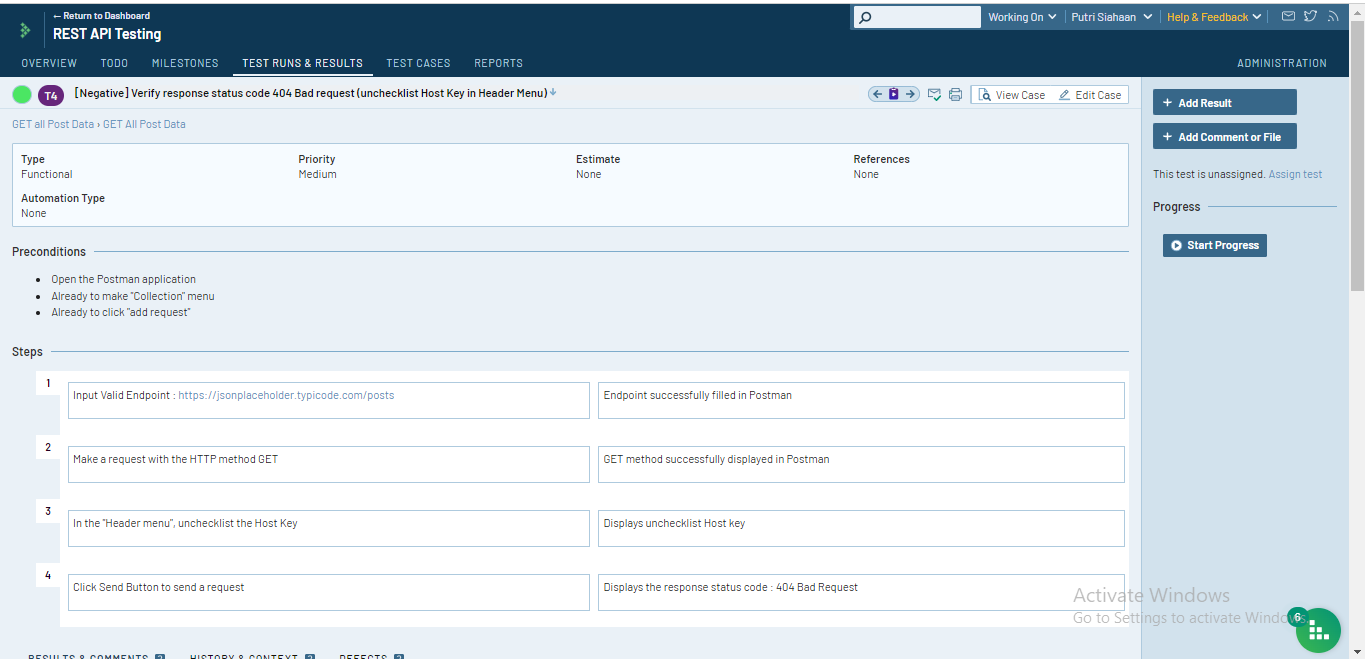 ← Return to Dashboard
REST API Testing
Working On
Putri Siahaan
Help & Feedback
OVERVIEW TODO MILESTONES TEST RUNS & RESULTS TEST CASES REPORTS ADMINISTRATION
T4 [Negative] Verify response status code 404 Bad request (unchecklist Host Key in Header Menu)
View Case Edit Case
GET all Post Data › GET All Post Data
Type Priority Estimate References
Functional Medium None None
Automation Type
None
Preconditions
Open the Postman application
Already to make "Collection" menu
Already to click "add request"
Steps
1
Input Valid Endpoint : https://jsonplaceholder.typicode.com/posts
Endpoint successfully filled in Postman
2
Make a request with the HTTP method GET
GET method successfully displayed in Postman
3
In the "Header menu", unchecklist the Host Key
Displays unchecklist Host key
4
Click Send Button to send a request
Displays the response status code : 404 Bad Request
RESULTS & COMMENTS ? HISTORY & CONTEXT ? DEFECTS ?
+ Add Result
+ Add Comment or File
This test is unassigned. Assign test
Progress
Start Progress
Activate Windows
Go to Settings to activate Windows.
6